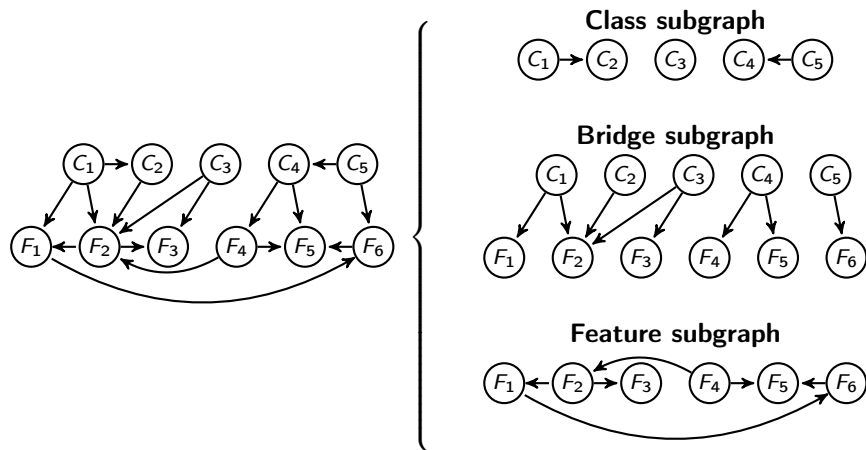 Class subgraph
C₁ C₂ C₃ C₄ C₅
Bridge subgraph
C₁ C₂ C₃ C₄ C₅
F₁ F₂ F₃ F₄ F₅ F₆
Feature subgraph
F₁ F₂ F₃ F₄ F₅ F₆
C₁ C₂ C₃ C₄ C₅
F₁ F₂ F₃ F₄ F₅ F₆